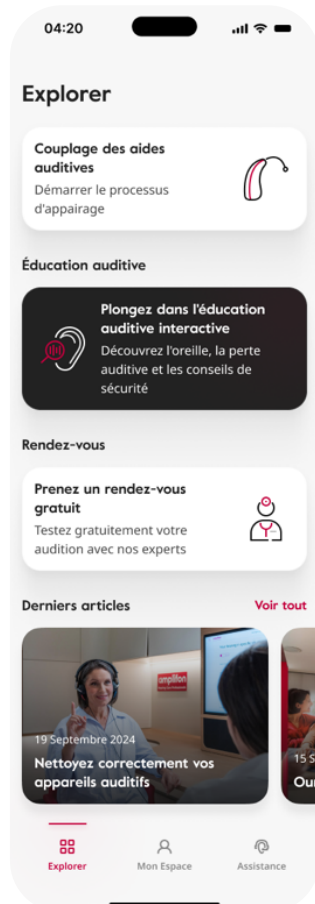 04:20
Explorer
Couplage des aides
auditives
Démarrer le processus
d'appairage
Éducation auditive
Plongez dans l'éducation
auditive interactive
Découvrez l'oreille, la perte
auditive et les conseils de
sécurité
Rendez-vous
Prenez un rendez-vous
gratuit
Testez gratuitement votre
audition avec nos experts
Derniers articles
Voir tout
amplifon
19 Septembre 2024
Nettoyez correctement vos
appareils auditifs
15 S
Our
Explorer
Mon Espace
Assistance